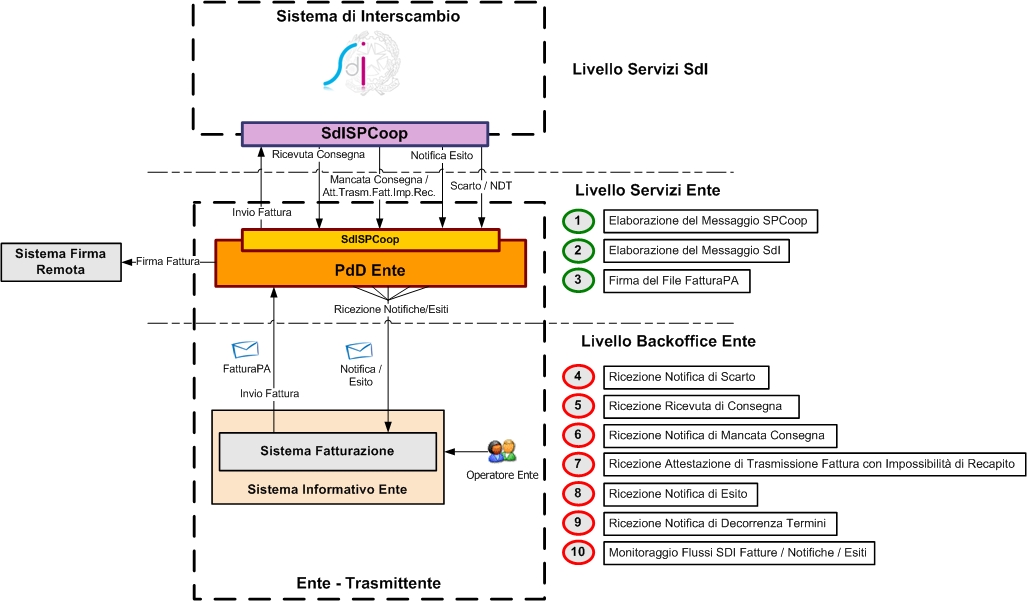 Sistema di Interscambio
sdi
Livello Servizi SdI
SdISPCoop
Ricevuta Consegna
Notifica Esito
Mancata Consegna /
Att.Trasm.Fatt.Imp.Rec.
Scarto / NDT
Invio Fattura
Livello Servizi Ente
1 Elaborazione del Messaggio SPCoop
2 Elaborazione del Messaggio SdI
3 Firma del File FatturaPA
SdISPCoop
PdD Ente
Sistema Firma
Remota
Firma Fattura
Ricezione Notifiche/Esiti
Livello Backoffice Ente
FatturaPA
Invio Fattura
Notifica /
Esito
4 Ricezione Notifica di Scarto
5 Ricezione Ricevuta di Consegna
6 Ricezione Notifica di Mancata Consegna
7 Ricezione Attestazione di Trasmissione Fattura con Impossibilità di Recapito
8 Ricezione Notifica di Esito
9 Ricezione Notifica di Decorrenza Termini
10 Monitoraggio Flussi SDI Fatture / Notifiche / Esiti
Sistema Fatturazione
Sistema Informativo Ente
Operatore Ente
Ente - Trasmittente